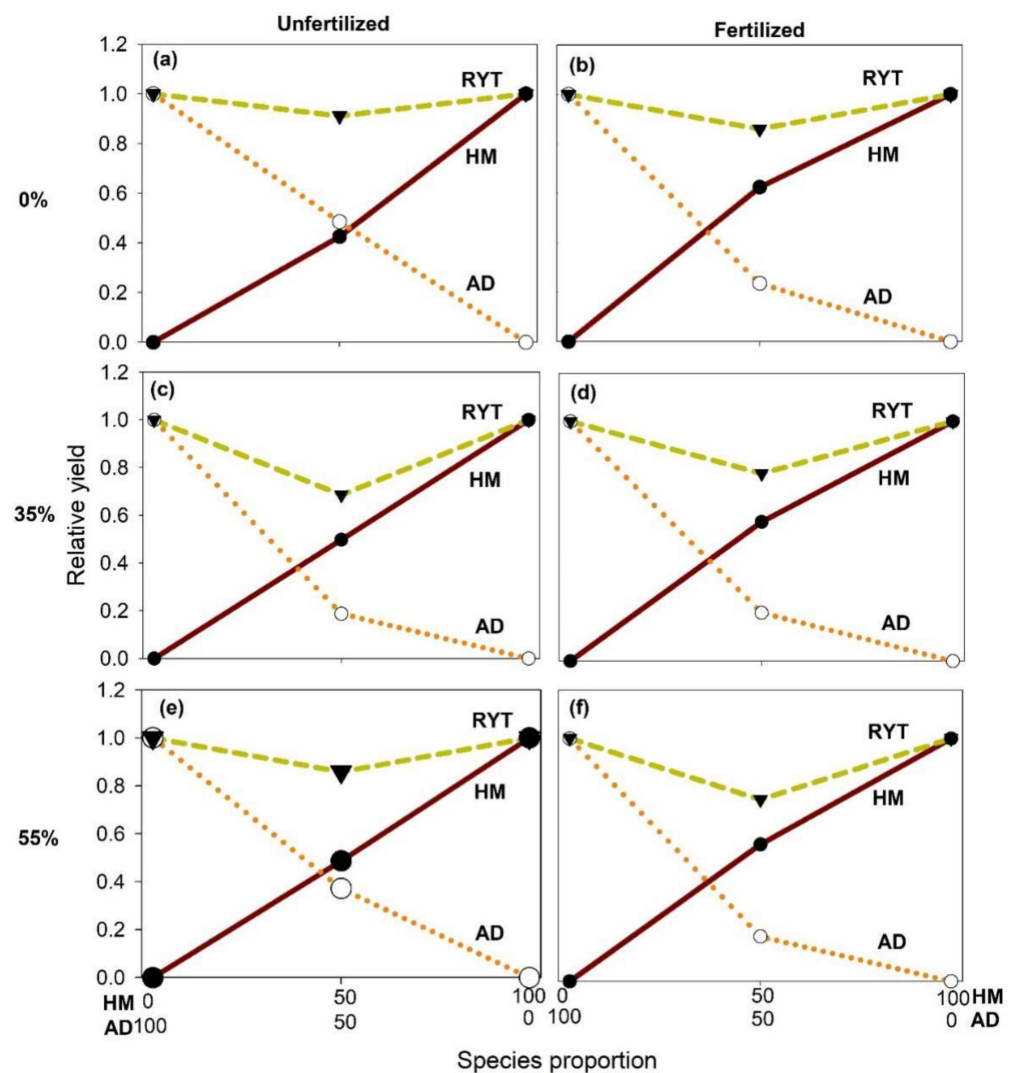 Unfertilized
Fertilized
0%
35%
55%
Relative yield
1.2
1.0
0.8
0.6
0.4
0.2
0.0
(a)
RYT
HM
AD
(b)
RYT
HM
AD
1.2
1.0
0.8
0.6
0.4
0.2
0.0
(c)
RYT
HM
AD
(d)
RYT
HM
AD
1.2
1.0
0.8
0.6
0.4
0.2
0.0
(e)
RYT
HM
AD
(f)
RYT
HM
AD
HM 0 50 100 0 50 100 HM
AD 100 50 0 100 50 0 AD
Species proportion